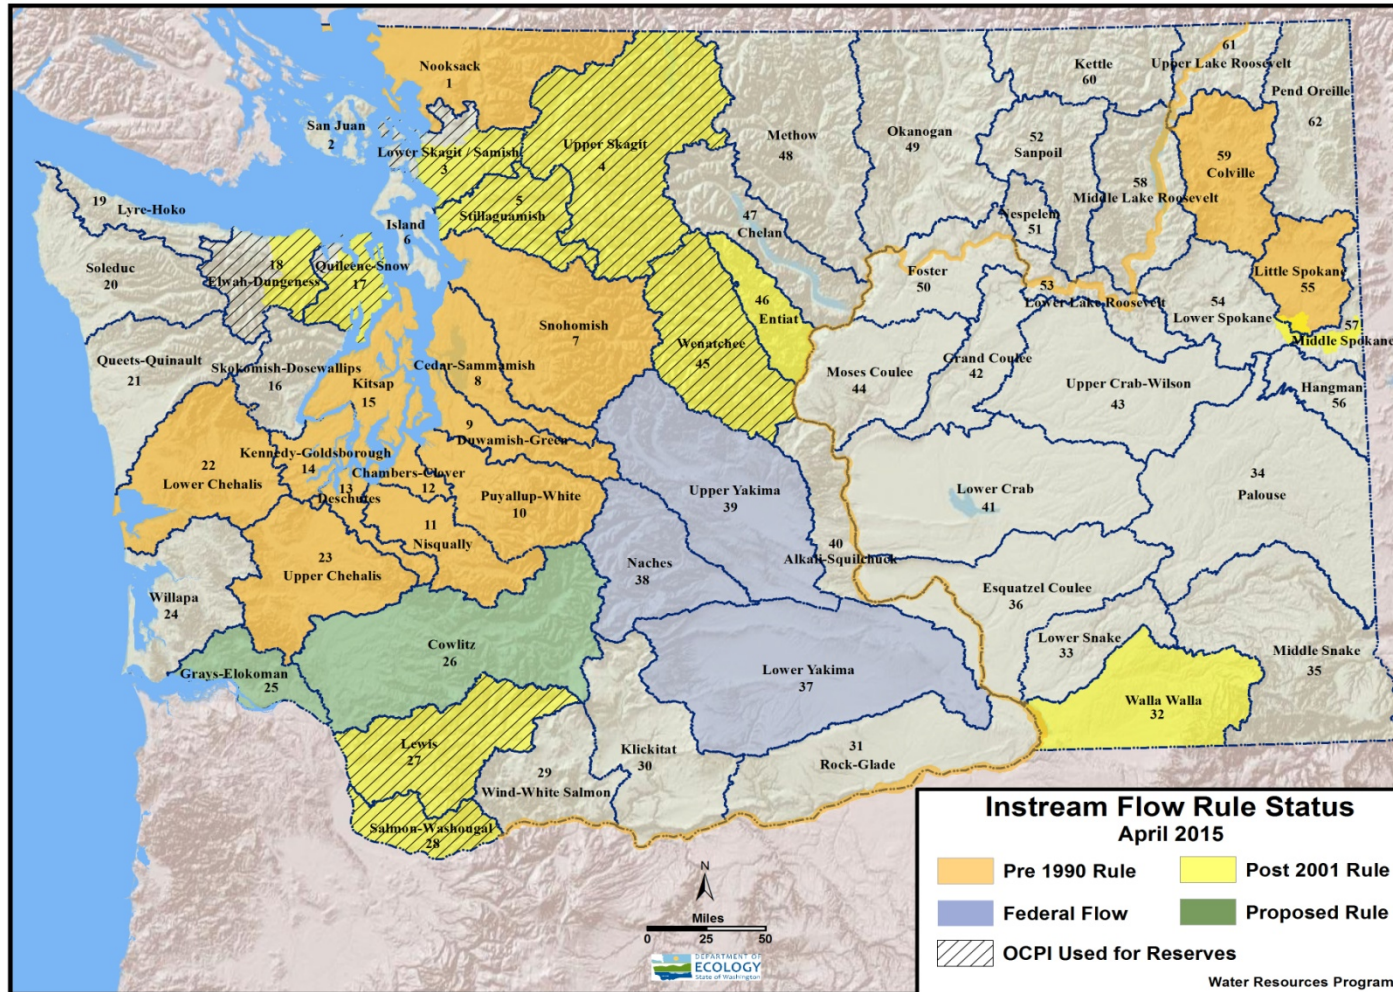 Nooksack
1
San Juan
2
Lower Skagit / Samish
3
Upper Skagit
4
5
Stillaguamish
Island
6
Snohomish
7
Cedar-Sammamish
8
9
Duwamish-Green
Puyallup-White
10
11
Nisqually
Chambers-Clover
12
13
Deschutes
Kennedy-Goldsborough
14
Kitsap
15
Skokomish-Dosewallips
16
Quilcene-Snow
17
18
Elwah-Dungeness
19
Lyre-Hoko
Soleduc
20
Queets-Quinault
21
22
Lower Chehalis
23
Upper Chehalis
Willapa
24
Grays-Elokoman
25
Cowlitz
26
Lewis
27
Salmon-Washougal
28
29
Wind-White Salmon
Klickitat
30
31
Rock-Glade
Walla Walla
32
Lower Snake
33
34
Palouse
Middle Snake
35
Esquatzel Coulee
36
Lower Yakima
37
Naches
38
Upper Yakima
39
40
Alkali-Squilchuck
Lower Crab
41
Grand Coulee
42
Upper Crab-Wilson
43
Moses Coulee
44
Wenatchee
45
46
Entiat
47
Chelan
Methow
48
Okanogan
49
Foster
50
Nespelem
51
52
Sanpoil
53
Lower Lake Roosevelt
54
Lower Spokane
Little Spokane
55
Hangman
56
57
Middle Spokane
58
Middle Lake Roosevelt
59
Colville
Kettle
60
61
Upper Lake Roosevelt
Pend Oreille
62
N
Miles
0 25 50
DEPARTMENT OF
ECOLOGY
State of Washington
Instream Flow Rule Status
April 2015
Pre 1990 Rule
Post 2001 Rule
Federal Flow
Proposed Rule
OCPI Used for Reserves
Water Resources Program